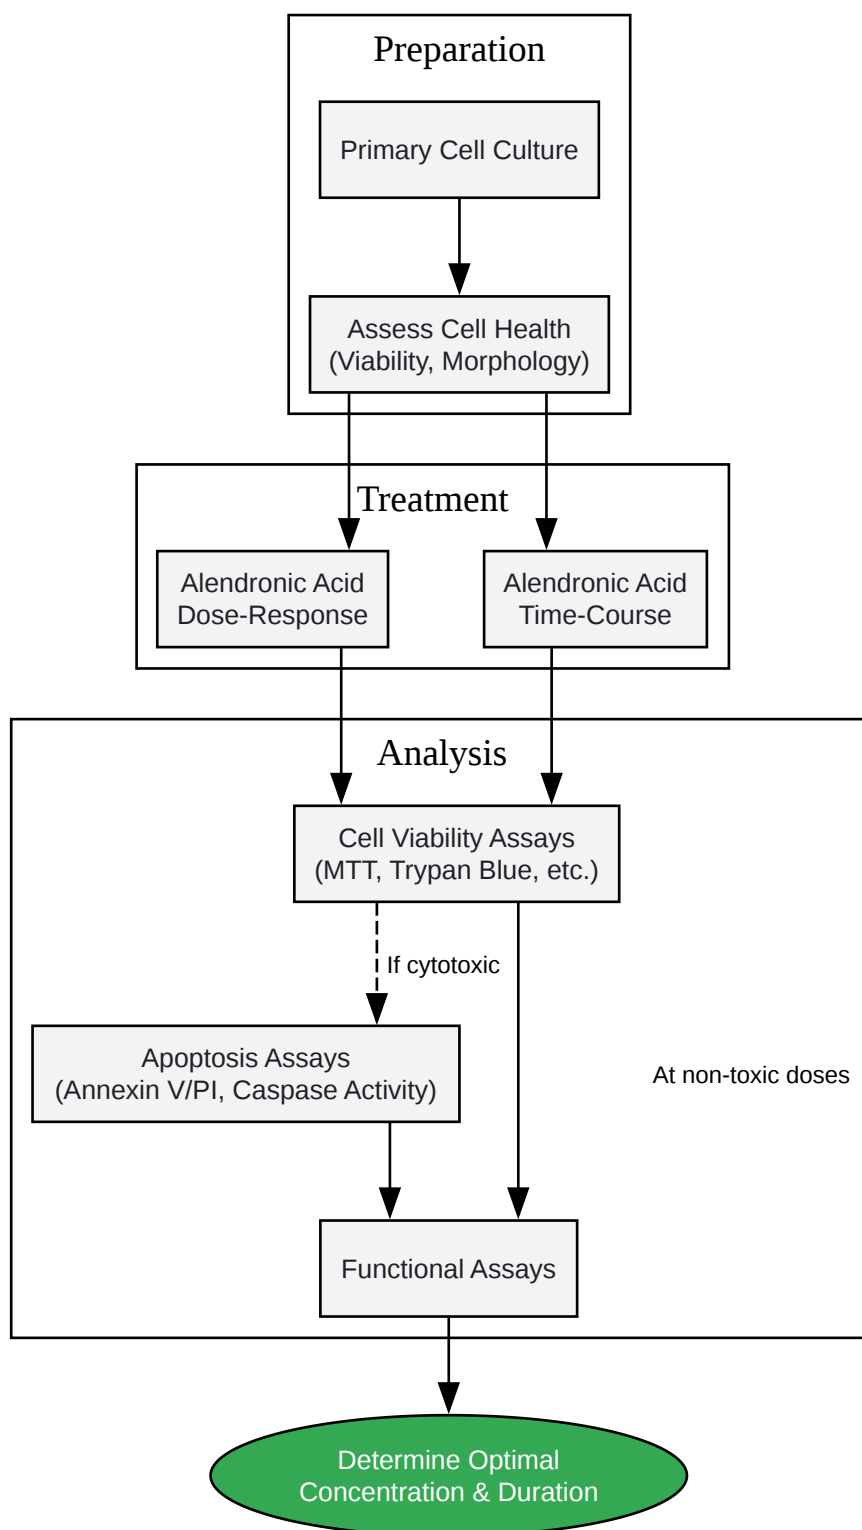 Preparation
Primary Cell Culture
Assess Cell Health
(Viability, Morphology)
Treatment
Alendronic Acid
Dose-Response
Alendronic Acid
Time-Course
Analysis
Cell Viability Assays
(MTT, Trypan Blue, etc.)
If cytotoxic
Apoptosis Assays
(Annexin V/PI, Caspase Activity)
At non-toxic doses
Functional Assays
Determine Optimal
Concentration & Duration